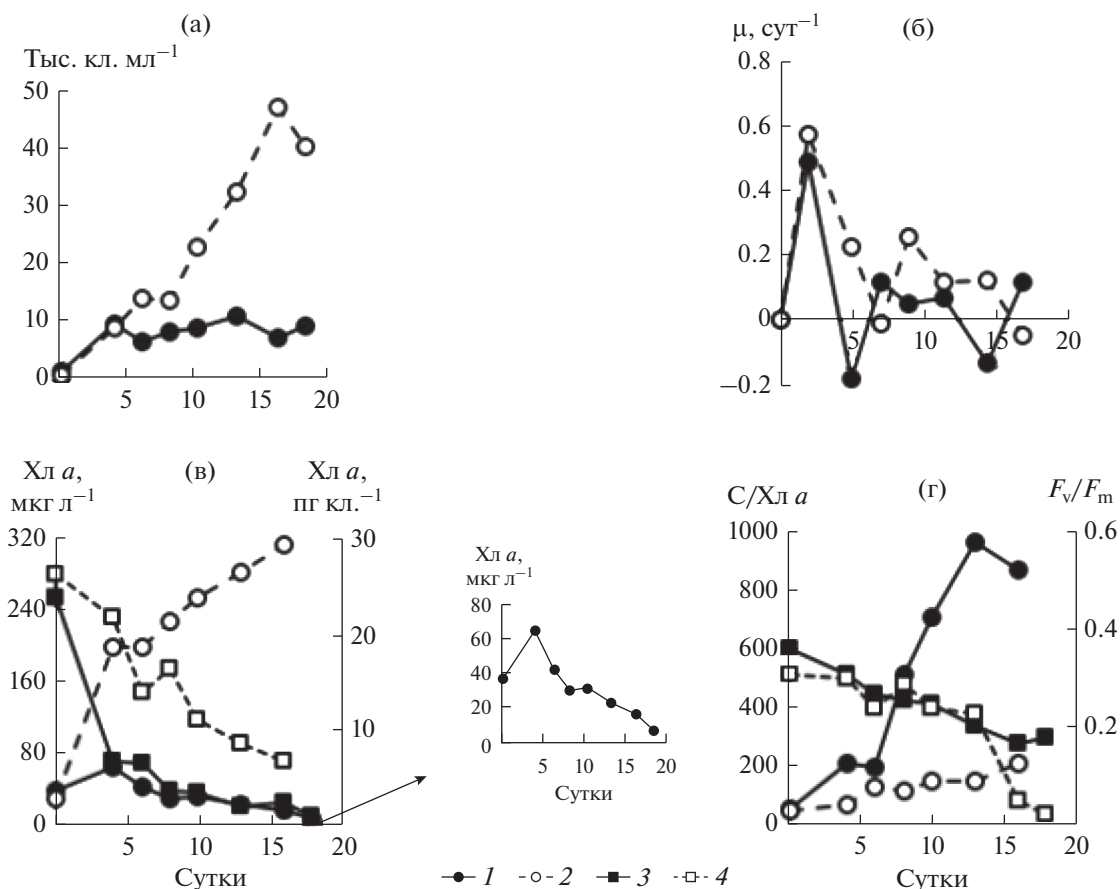 (а)
Тыс. кл. мл⁻¹
50
40
30
20
10
0
5 10 15 20
(б)
μ, сут⁻¹
0.8
0.6
0.4
0.2
0
−0.2
5 10 15 20
(в)
Хл a,
мкг л⁻¹
Хл a,
пг кл.⁻¹
320
240
160
80
0
30
20
10
0
5 10 15 20
Сутки
Хл a,
мкг л⁻¹
80
60
40
20
0
5 10 15 20
Сутки
(г)
С/Хл a
Fv/Fm
1000
800
600
400
200
0
0.6
0.4
0.2
0
5 10 15 20
Сутки
1 2 3 4